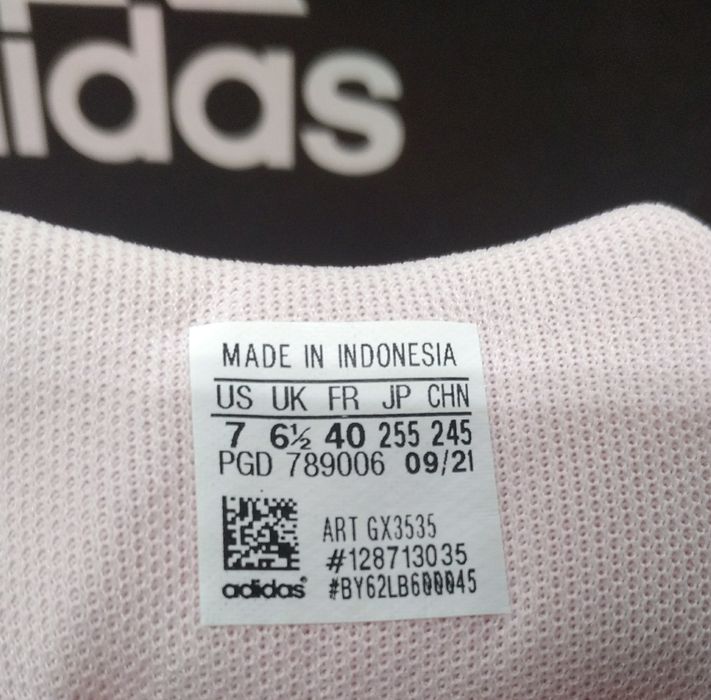 adidas
MADE IN INDONESIA
US UK FR JP CHN
7 6½ 40 255 245
PGD 789006 09/21
ART GX3535
#128713035
adidas® #BY62LB600045